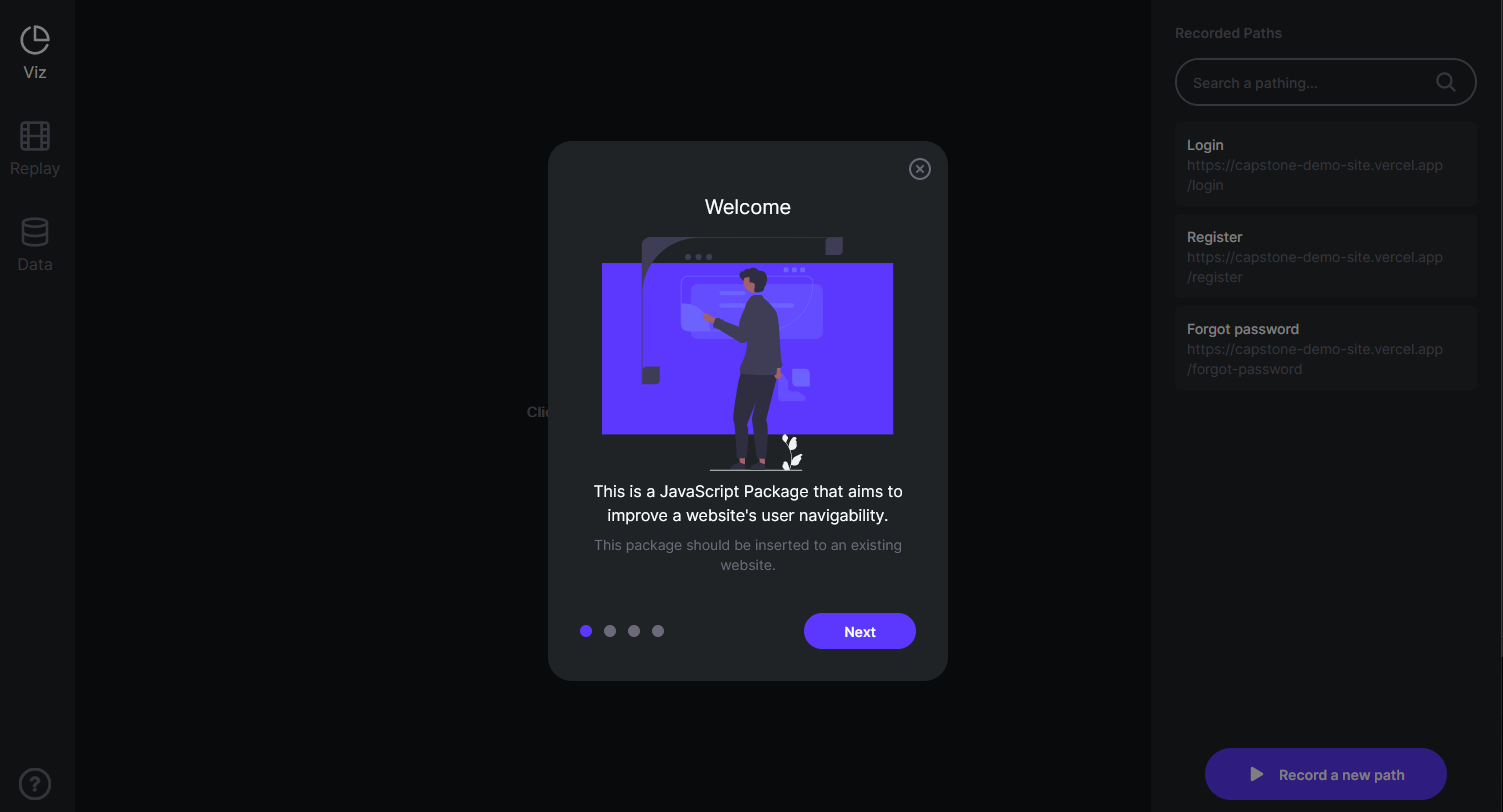 Viz
Replay
Data
?
Welcome
This is a JavaScript Package that aims to
improve a website's user navigability.
This package should be inserted to an existing
website.
Next
Recorded Paths
Search a pathing...
Login
https://capstone-demo-site.vercel.app
/login
Register
https://capstone-demo-site.vercel.app
/register
Forgot password
https://capstone-demo-site.vercel.app
/forgot-password
Record a new path